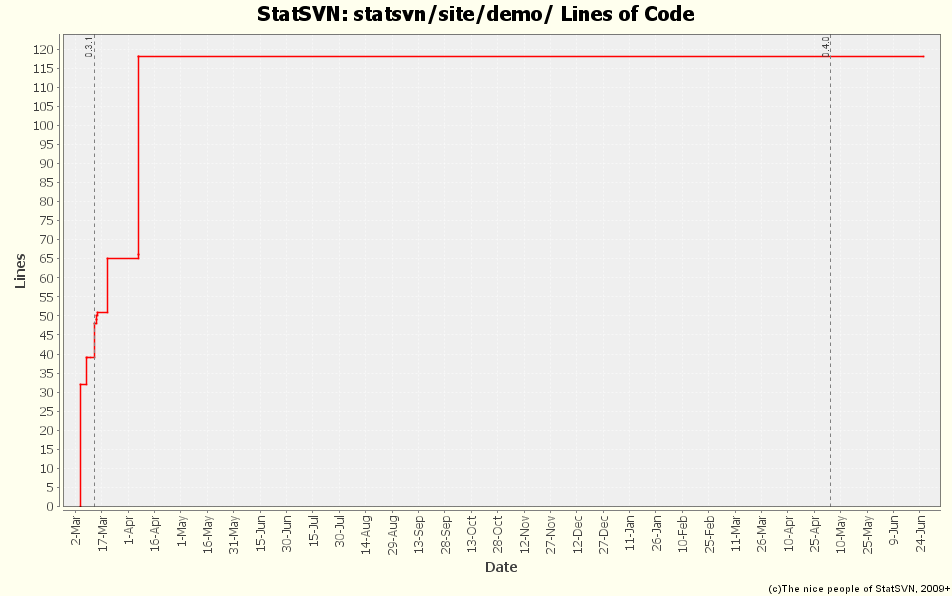 StatSVN: statsvn/site/demo/ Lines of Code
0.3.1
0.4.0
120
115
110
105
100
95
90
85
80
75
70
65
60
55
50
45
40
35
30
25
20
15
10
5
0
Lines
2-Mar
17-Mar
1-Apr
16-Apr
1-May
16-May
31-May
15-Jun
30-Jun
15-Jul
30-Jul
14-Aug
29-Aug
13-Sep
28-Sep
13-Oct
28-Oct
12-Nov
27-Nov
12-Dec
27-Dec
11-Jan
26-Jan
10-Feb
25-Feb
11-Mar
26-Mar
10-Apr
25-Apr
10-May
25-May
9-Jun
24-Jun
Date
(c)The nice people of StatSVN, 2009+